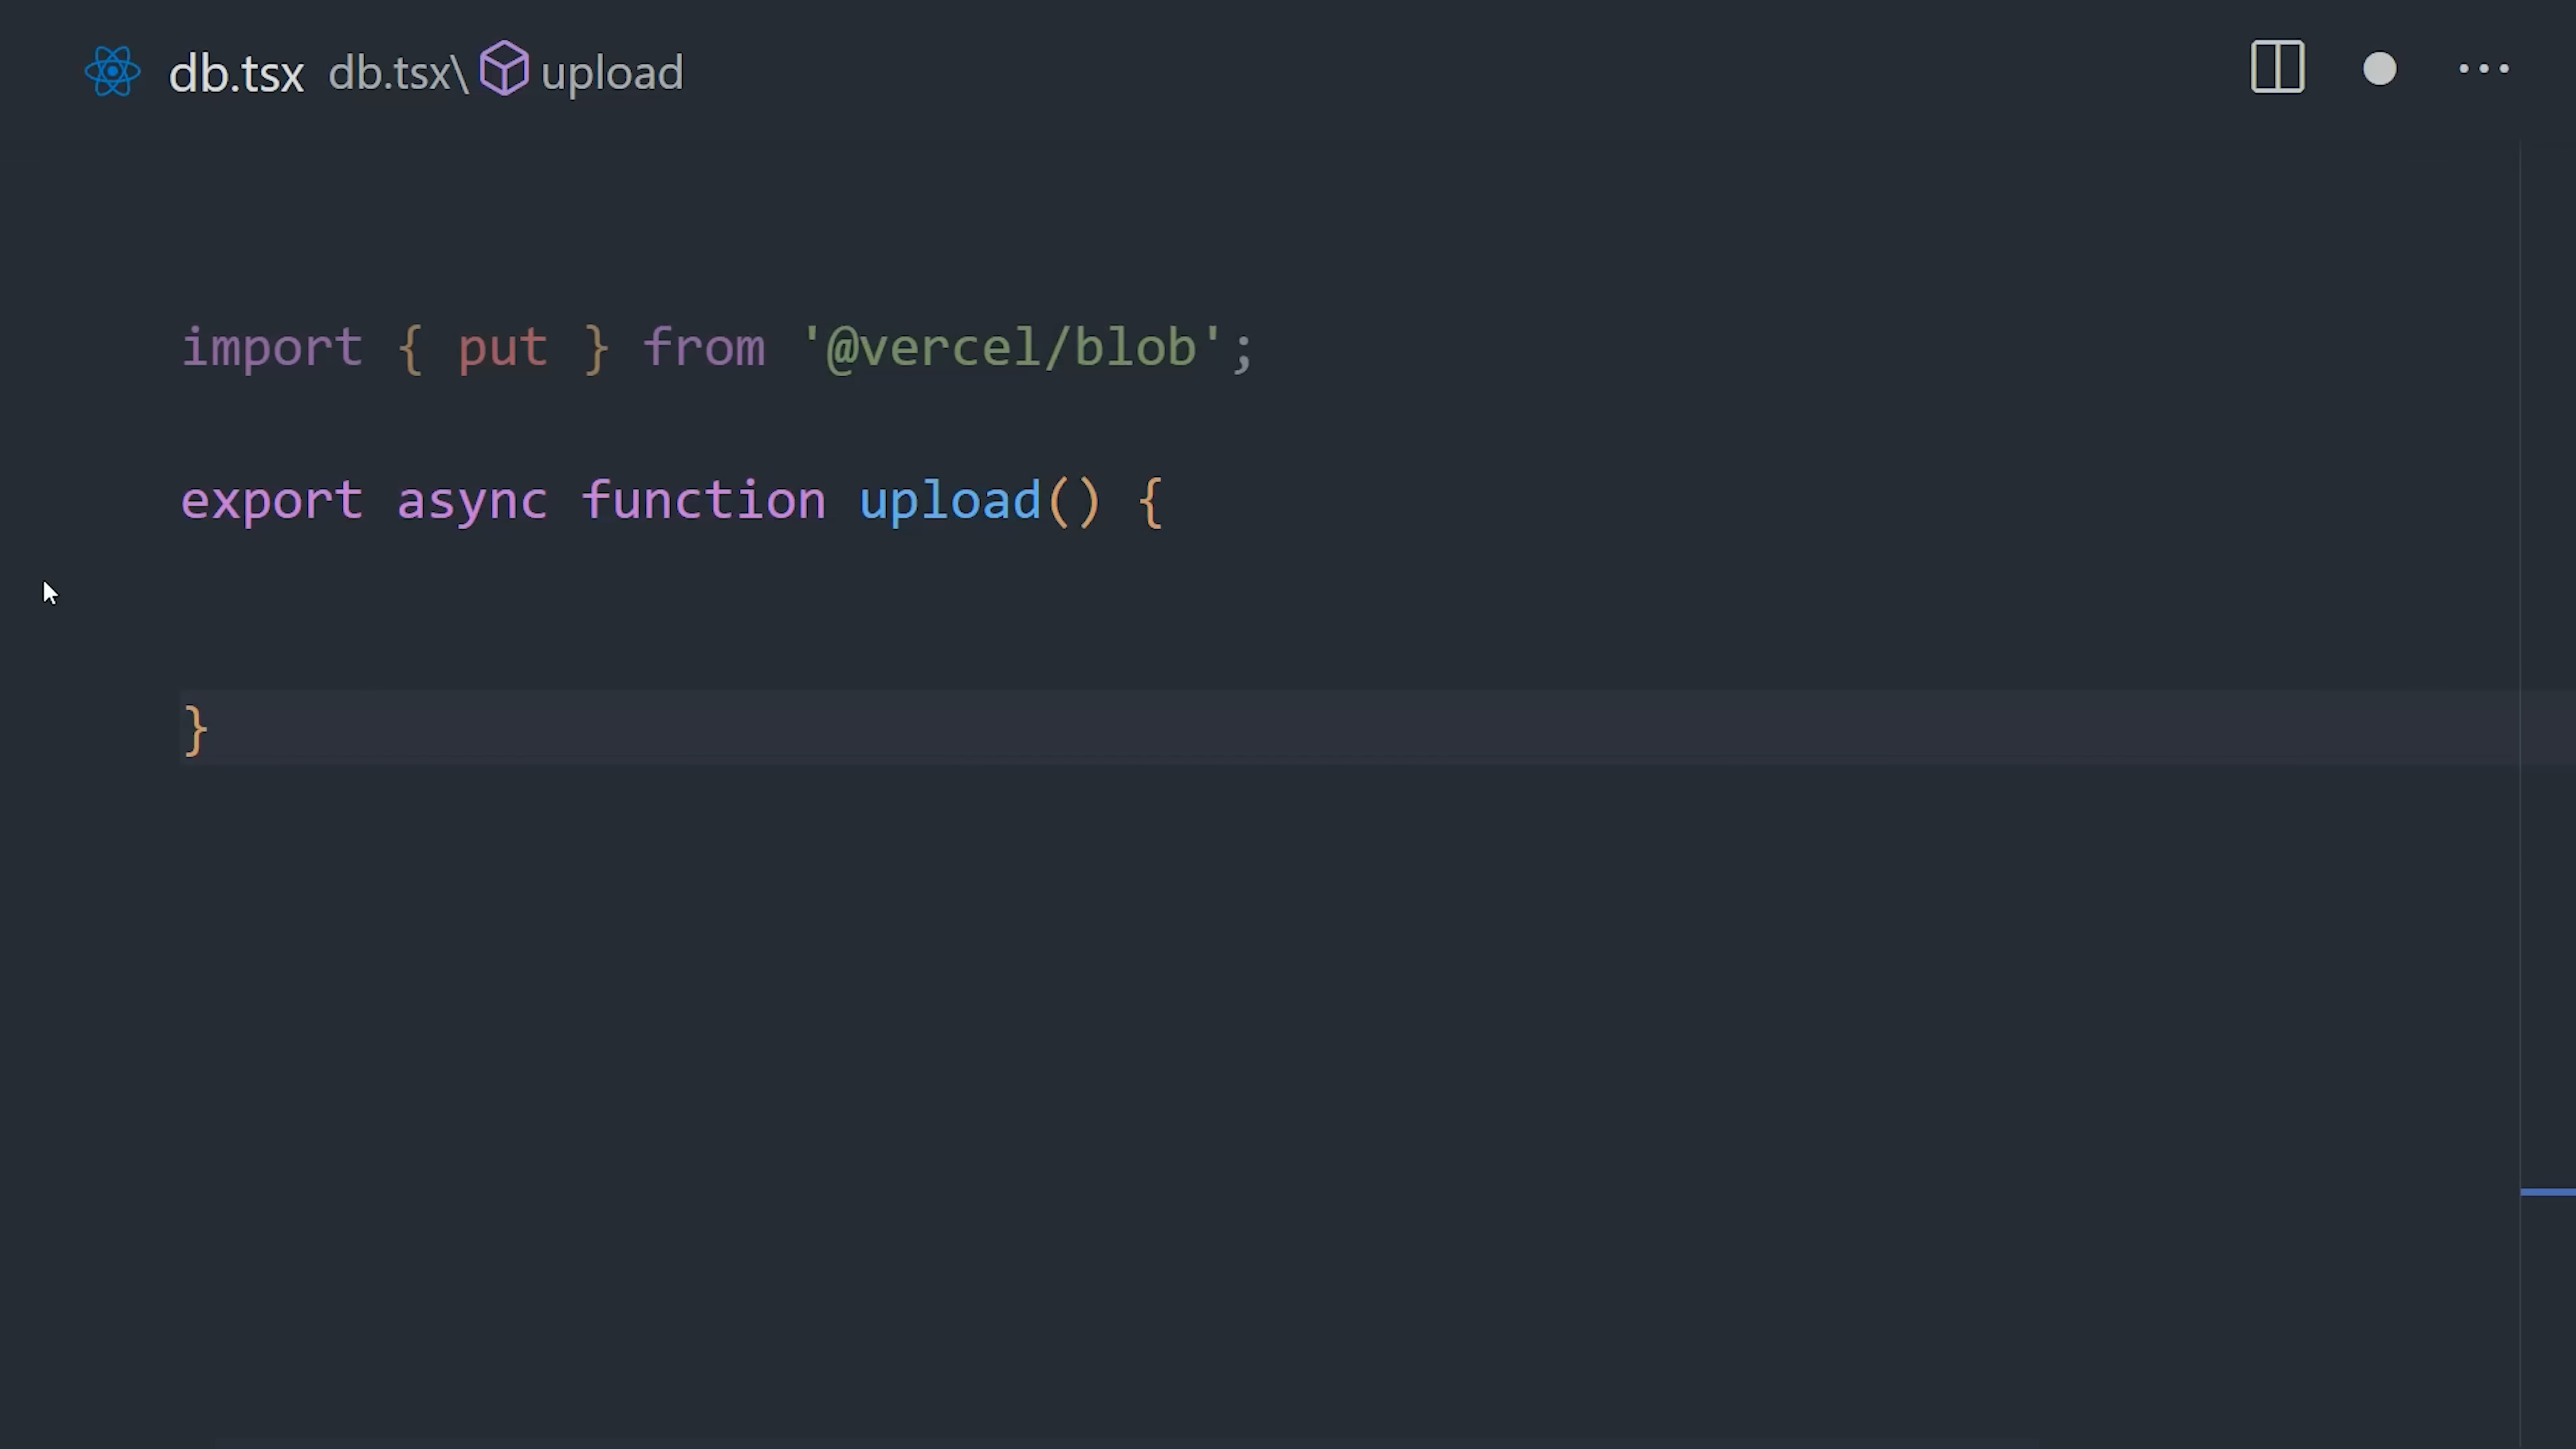 db.tsx db.tsx\ upload
import { put } from '@vercel/blob';
export async function upload() {
}